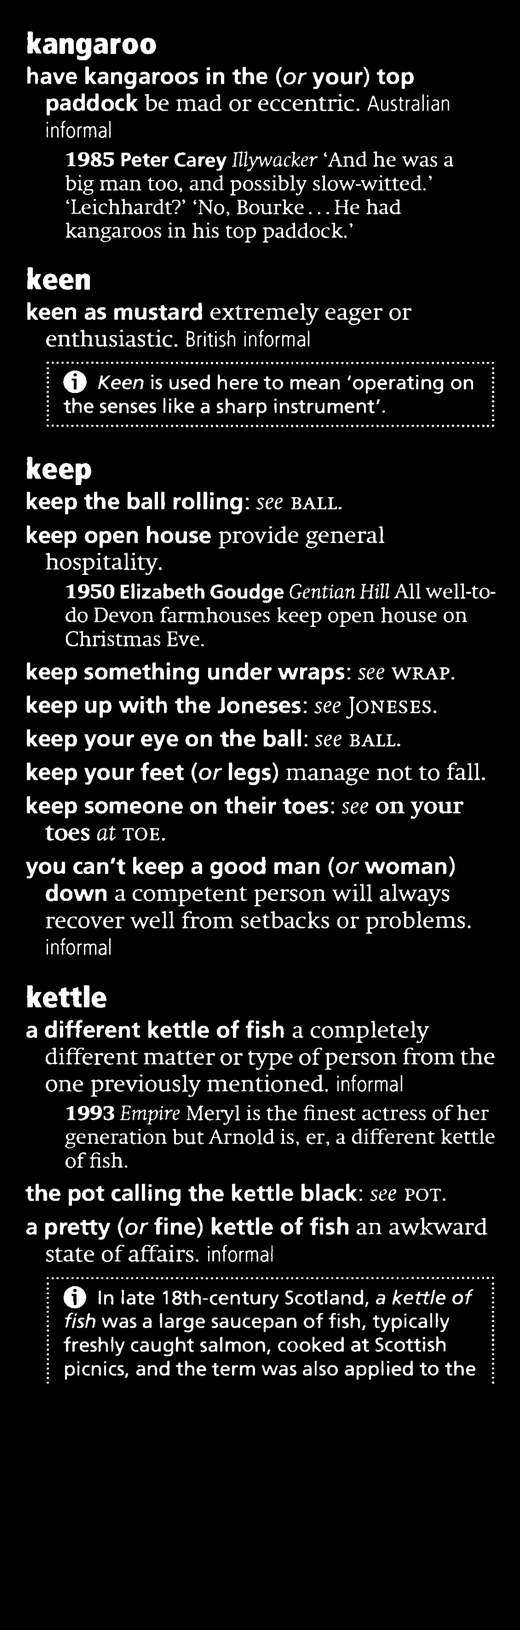 kangaroo
have kangaroos in the (or your) top
paddock be mad or eccentric. Australian
informal
1985 Peter Carey Illywacker ‘And he was a
big man too, and possibly slow-witted.’
‘Leichhardt?’ ‘No, Bourke... He had
kangaroos in his top paddock.’
keen
keen as mustard extremely eager or
enthusiastic. British informal
i Keen is used here to mean ‘operating on
the senses like a sharp instrument’.
keep
keep the ball rolling: see BALL.
keep open house provide general
hospitality.
1950 Elizabeth Goudge Gentian Hill All well-to-
do Devon farmhouses keep open house on
Christmas Eve.
keep something under wraps: see WRAP.
keep up with the Joneses: see JONESES.
keep your eye on the ball: see BALL.
keep your feet (or legs) manage not to fall.
keep someone on their toes: see on your
toes at TOE.
you can't keep a good man (or woman)
down a competent person will always
recover well from setbacks or problems.
informal
kettle
a different kettle of fish a completely
different matter or type of person from the
one previously mentioned. informal
1993 Empire Meryl is the finest actress of her
generation but Arnold is, er, a different kettle
of fish.
the pot calling the kettle black: see POT.
a pretty (or fine) kettle of fish an awkward
state of affairs. informal
i In late 18th-century Scotland, a kettle of
fish was a large saucepan of fish, typically
freshly caught salmon, cooked at Scottish
picnics, and the term was also applied to the